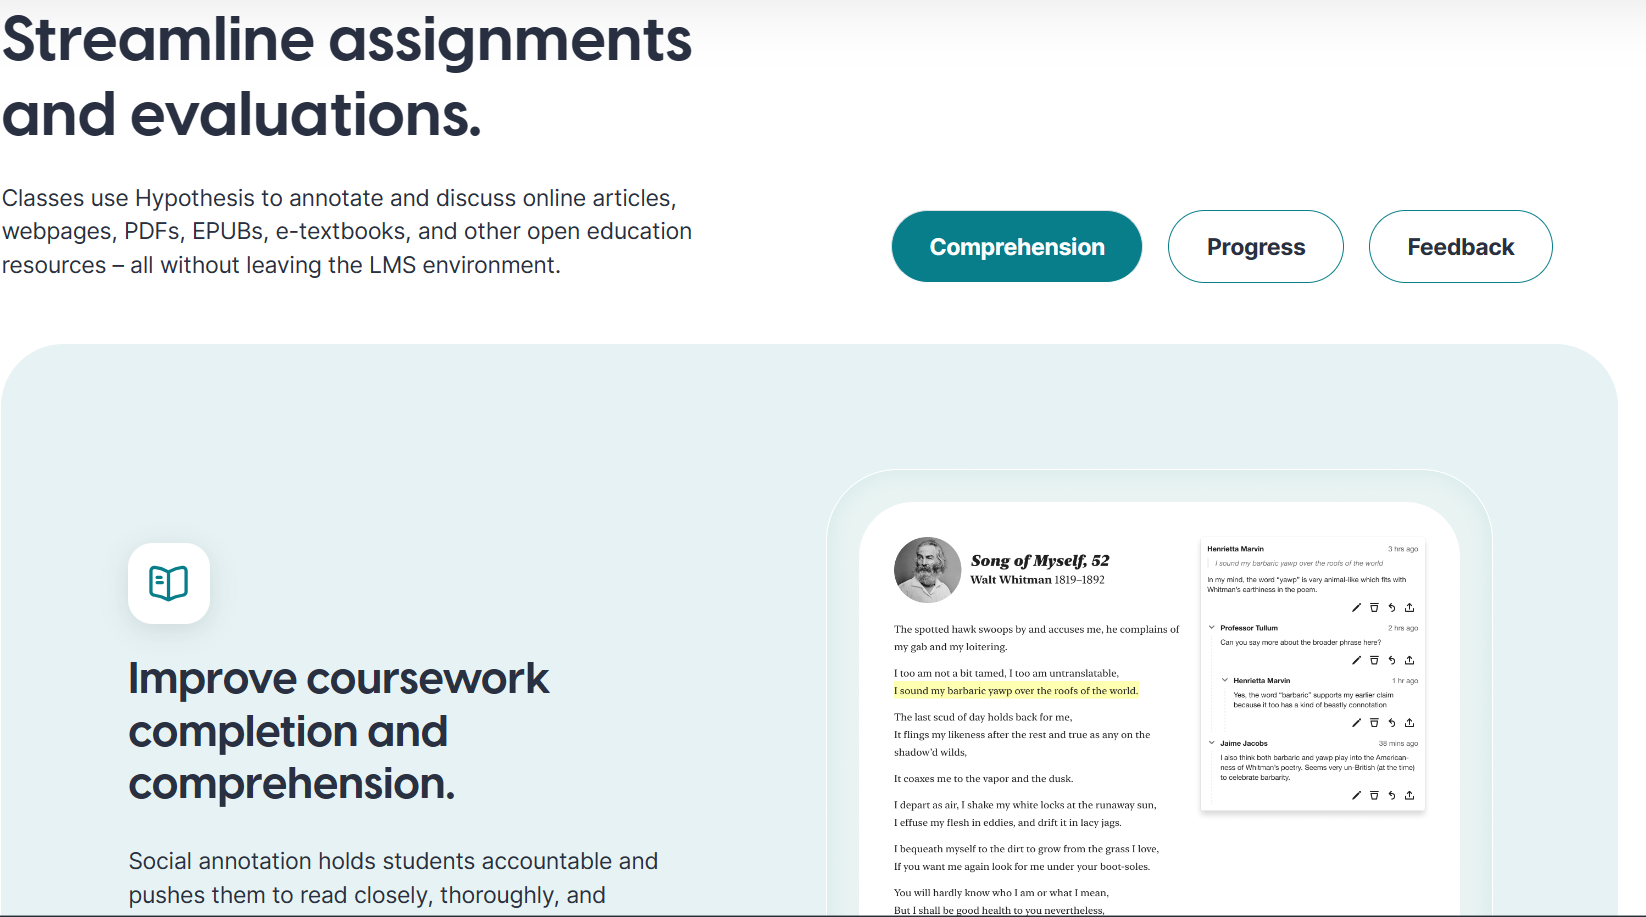 Streamline assignments
and evaluations.
Classes use Hypothesis to annotate and discuss online articles,
webpages, PDFs, EPUBs, e-textbooks, and other open education
resources – all without leaving the LMS environment.
Comprehension
Progress
Feedback
Improve coursework
completion and
comprehension.
Social annotation holds students accountable and
pushes them to read closely, thoroughly, and
Song of Myself, 52
Walt Whitman 1819–1892
The spotted hawk swoops by and accuses me, he complains of
my gab and my loitering.
I too am not a bit tamed, I too am untranslatable,
I sound my barbaric yawp over the roofs of the world.
The last scud of day holds back for me,
It flings my likeness after the rest and true as any on the
shadow'd wilds,
It coaxes me to the vapor and the dusk.
I depart as air, I shake my white locks at the runaway sun,
I effuse my flesh in eddies, and drift it in lacy jags.
I bequeath myself to the dirt to grow from the grass I love,
If you want me again look for me under your boot-soles.
You will hardly know who I am or what I mean,
But I shall be good health to you nevertheless,
Henrietta Marvin 3 hrs ago
I sound my barbaric yawp over the roofs of the world
In my mind, the word "yawp" is very animal-like which fits with
Whitman's earthiness in the poem.
Professor Tullum 2 hrs ago
Can you say more about the broader phrase here?
Henrietta Marvin 1 hr ago
Yes, the word "barbaric" supports my earlier claim
because it too has a kind of beastly connotation
Jaime Jacobs 38 mins ago
I also think both barbaric and yawp play into the American-
ness of Whitman's poetry. Seems very un-British (at the time)
to celebrate barbarity.